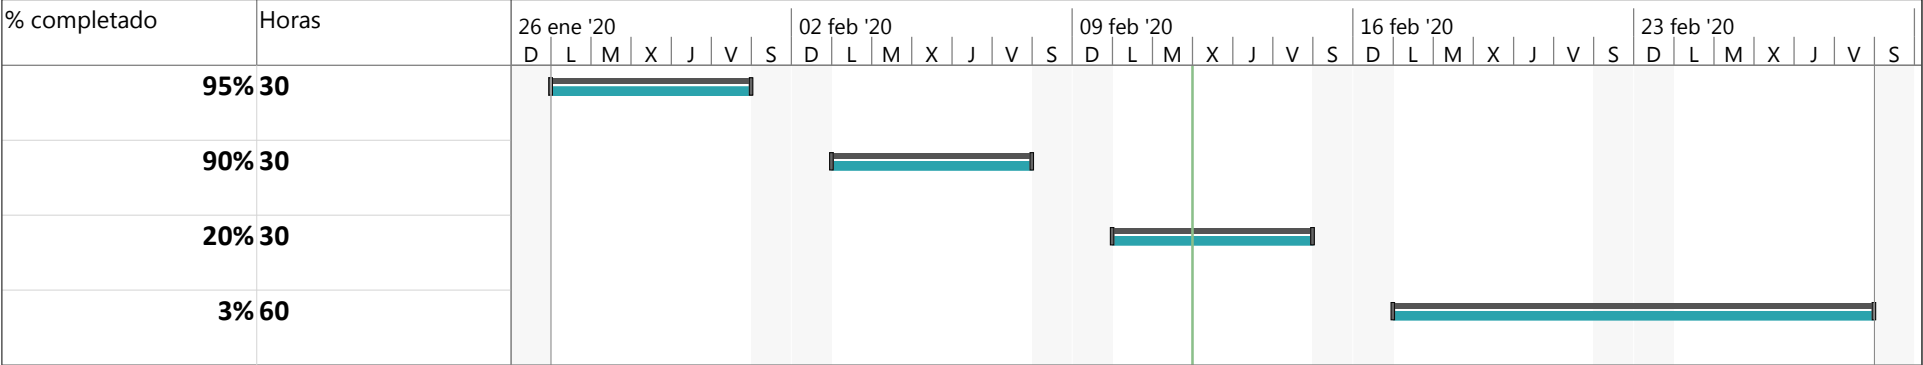 % completado Horas 26 ene '20 02 feb '20 09 feb '20 16 feb '20 23 feb '20
D L M X J V S D L M X J V S D L M X J V S D L M X J V S D L M X J V S
95% 30
90% 30
20% 30
3% 60